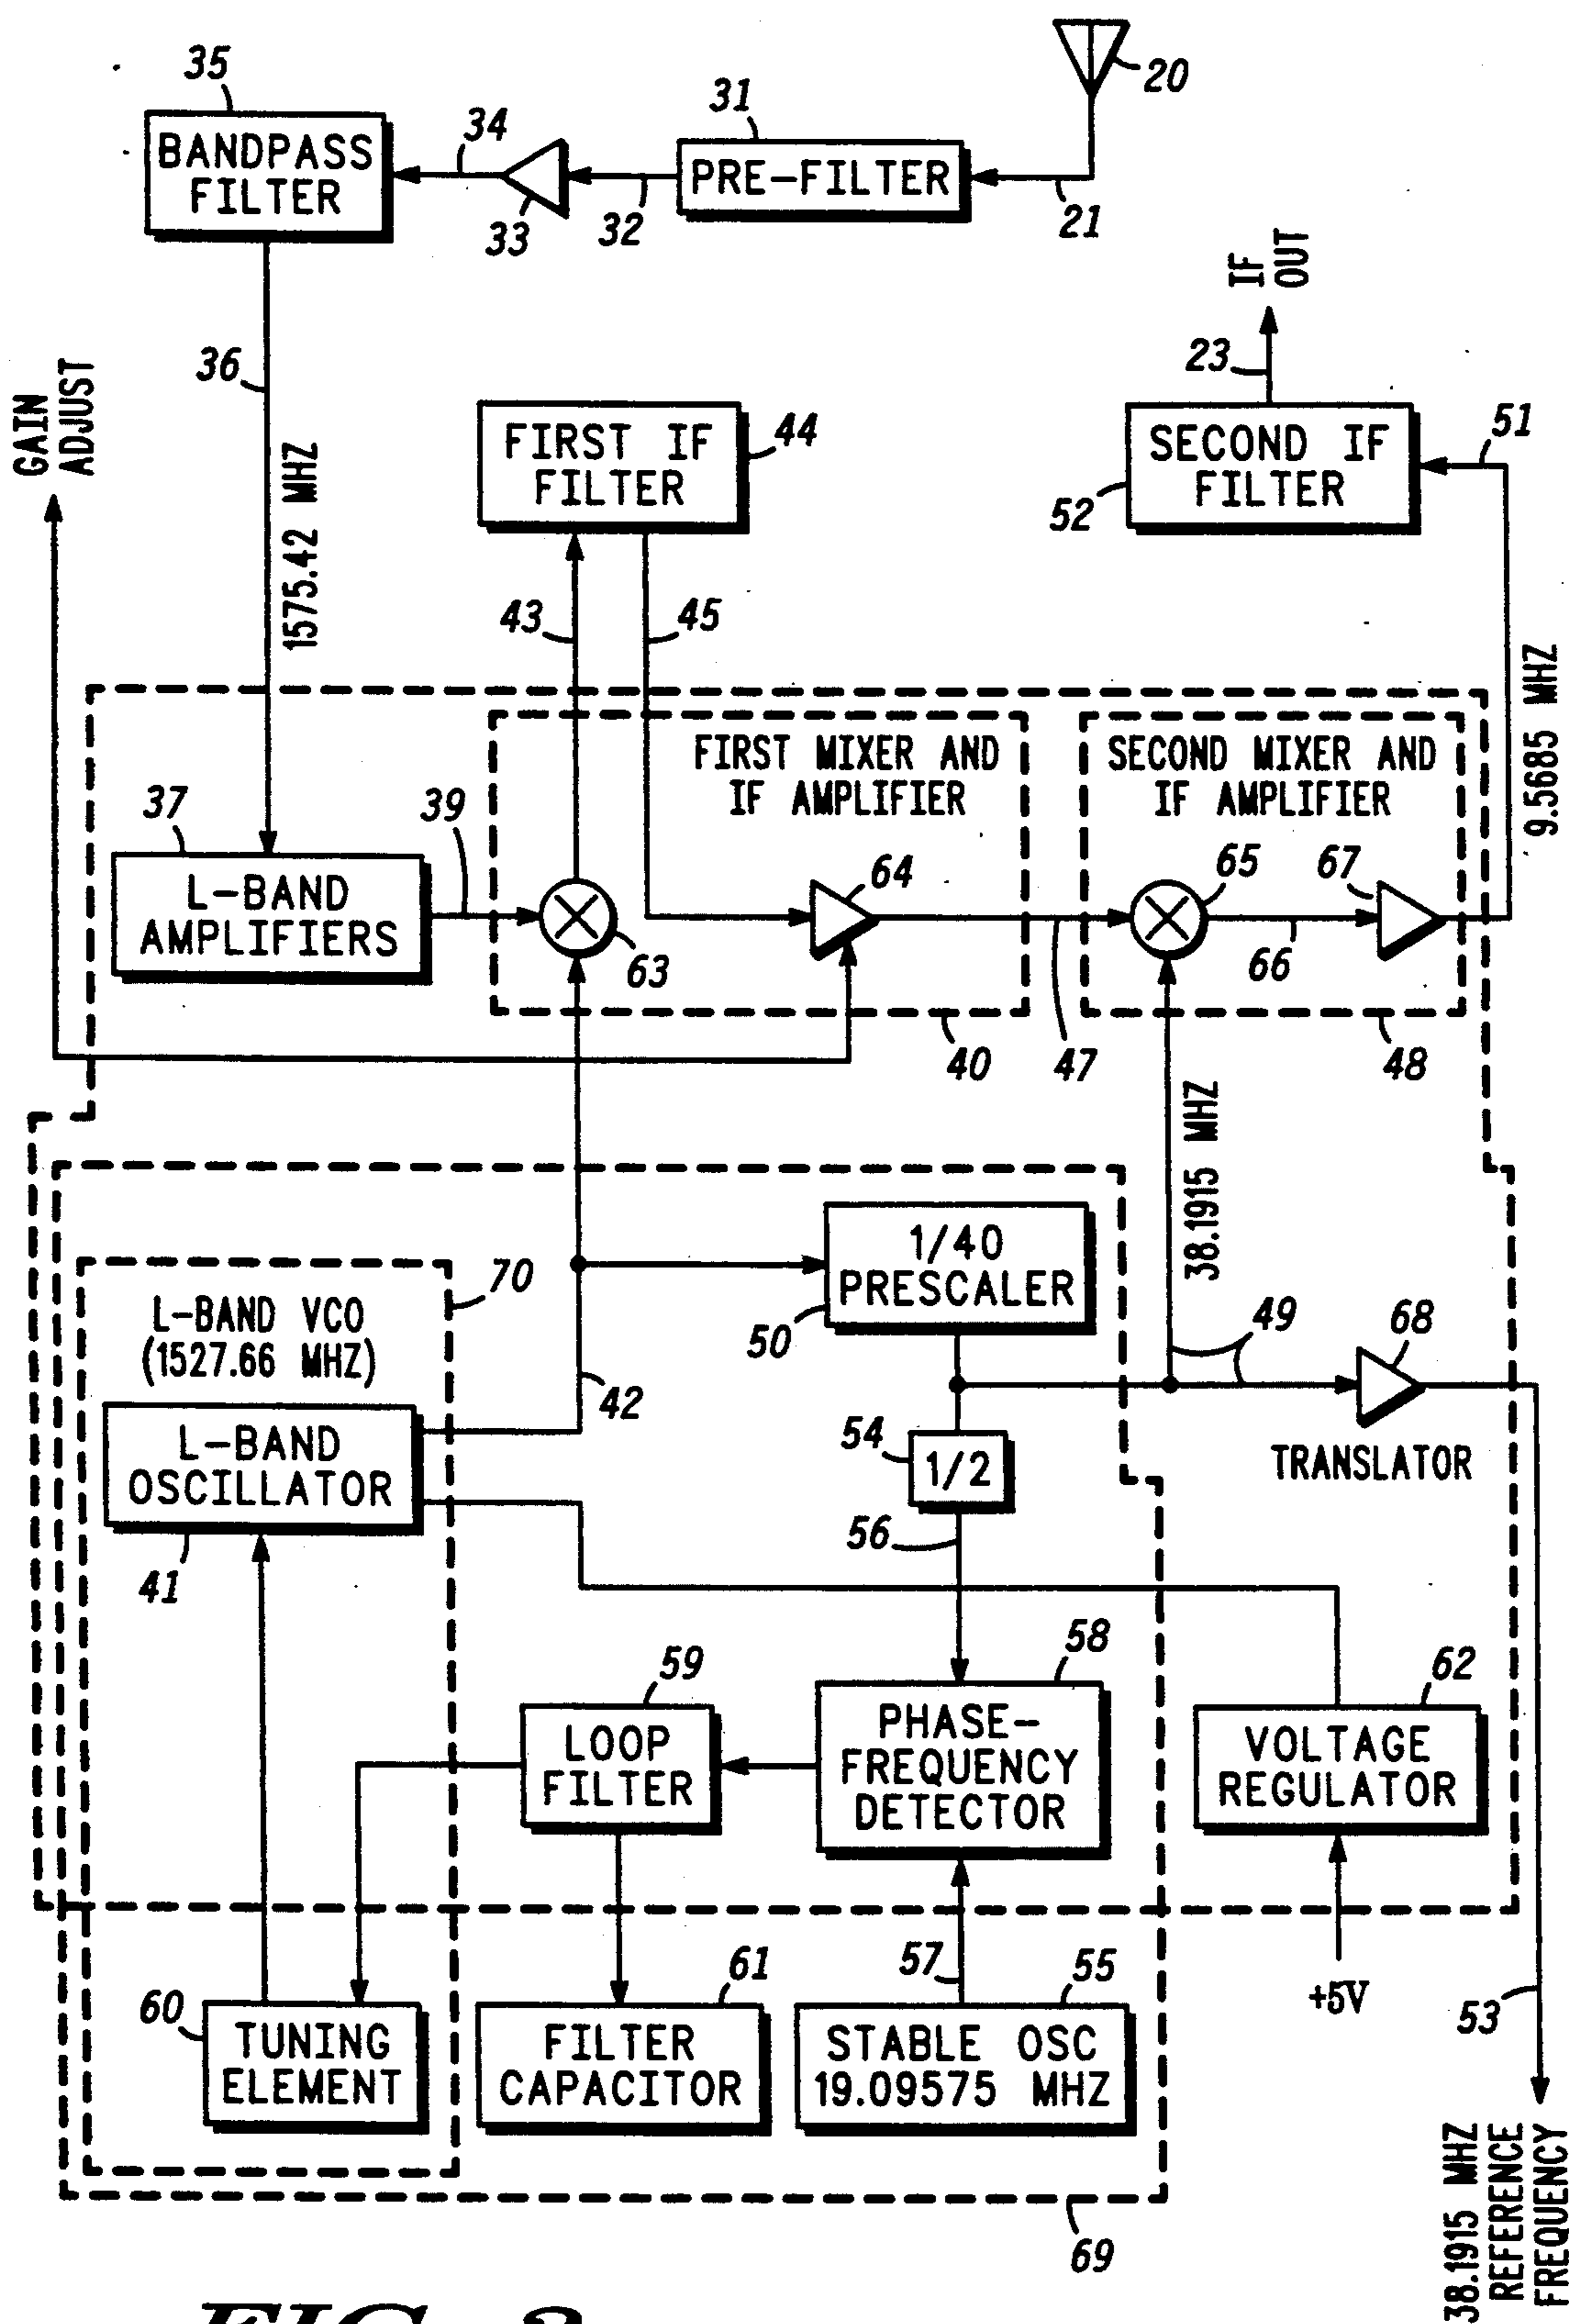 20
35
31
34
BANDPASS
FILTER
PRE-FILTER
33
32
21
IF
OUT
36
23
GAIN
ADJUST
1575.42 MHZ
FIRST IF
FILTER
44
SECOND IF
FILTER
51
52
43
45
9.5685 MHZ
FIRST MIXER AND
IF AMPLIFIER
SECOND MIXER AND
IF AMPLIFIER
37
39
L-BAND
AMPLIFIERS
63
64
65
67
66
40
47
48
38.1915 MHZ
70
1/40
PRESCALER
50
L-BAND VCO
(1527.66 MHZ)
42
49
68
L-BAND
OSCILLATOR
41
54
1/2
TRANSLATOR
56
59
58
62
LOOP
FILTER
PHASE-
FREQUENCY
DETECTOR
VOLTAGE
REGULATOR
60
61
57
55
+5V
53
TUNING
ELEMENT
FILTER
CAPACITOR
STABLE OSC
19.09575 MHZ
69
38.1915 MHZ
REFERENCE
FREQUENCY